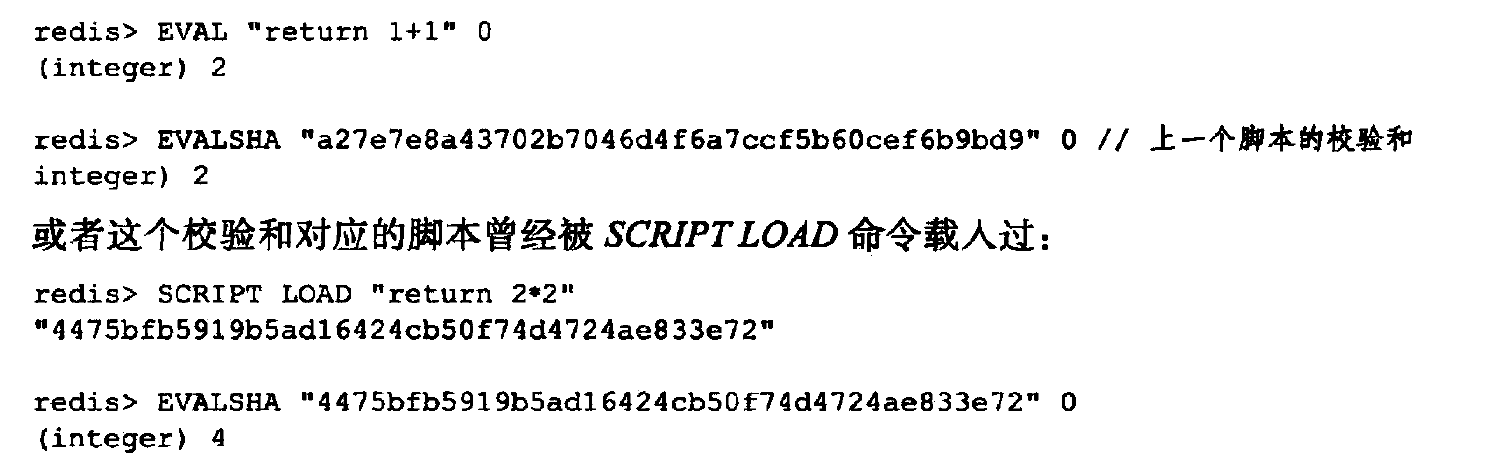 redis> EVAL "return 1+1" 0
(integer) 2
redis> EVALSHA "a27e7e8a43702b7046d4f6a7ccf5b60cef6b9bd9" 0 // 上一个脚本的校验和
integer) 2
或者这个校验和对应的脚本曾经被 SCRIPT LOAD 命令载入过：
redis> SCRIPT LOAD "return 2*2"
"4475bfb5919b5ad16424cb50f74d4724ae833e72"
redis> EVALSHA "4475bfb5919b5ad16424cb50f74d4724ae833e72" 0
(integer) 4